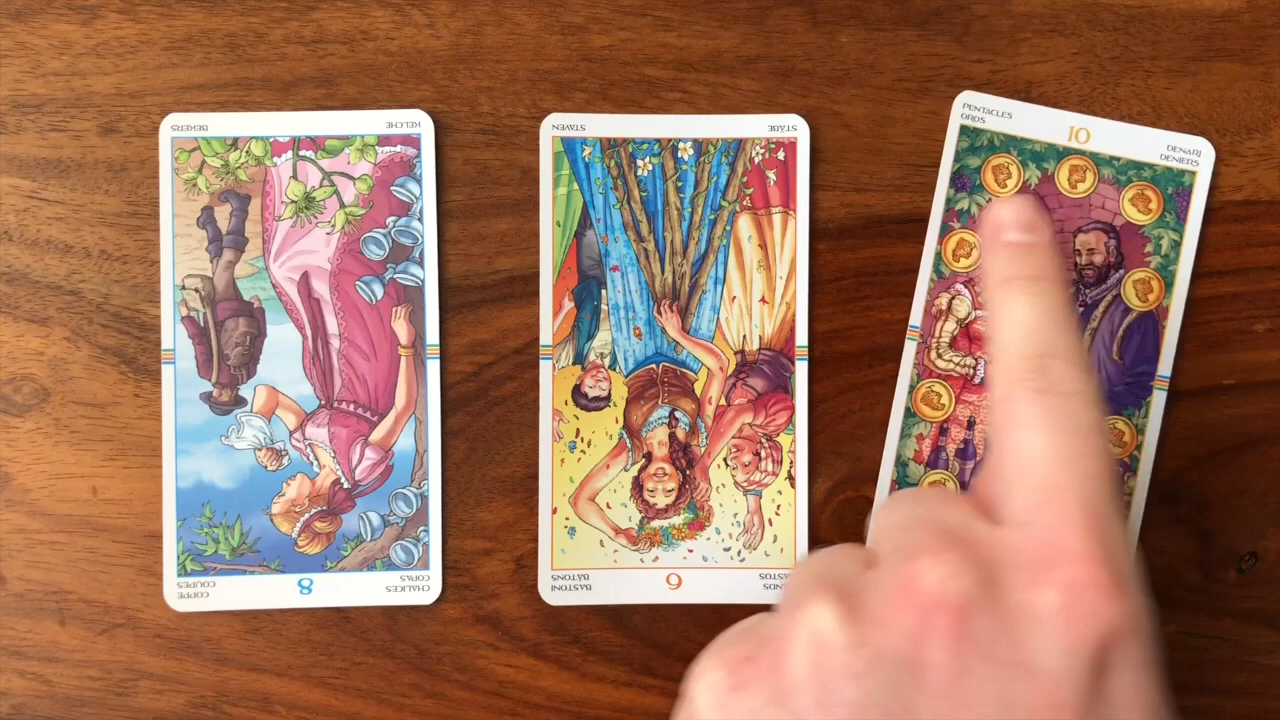 BEKERS
KELCHE
COPPE
COUPES
8
CHALICES
COPAS
STAVEN
STÄBE
BASTONI
BÂTONS
6
PENTACLES
OROS
10
DENARI
DENIERS